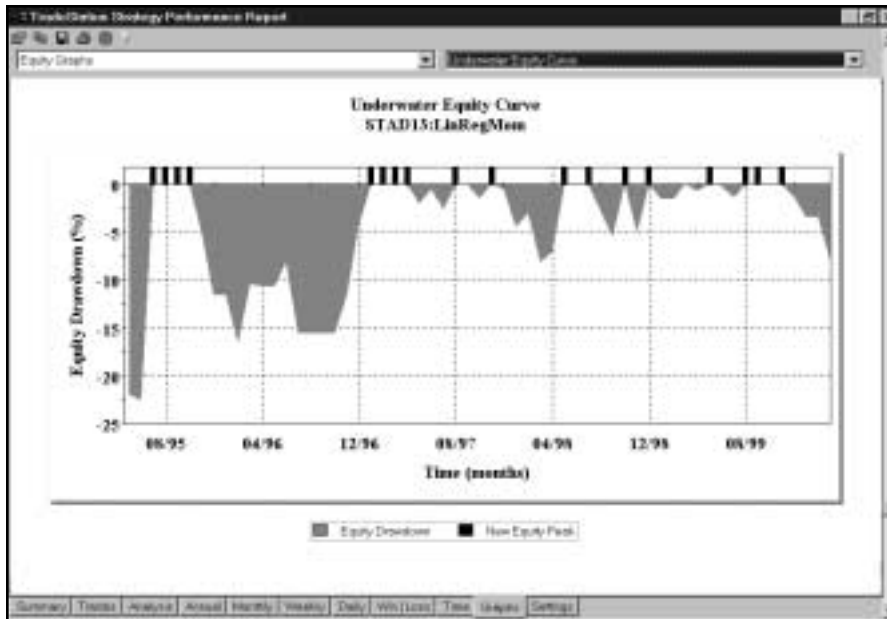 TradeStation Strategy Performance Report
Equity Graphs
Underwater Equity Curve
Underwater Equity Curve
STAD15:LinRegMom
0
-5
-10
-15
-20
-25
Equity Drawdown (%)
08/95 04/96 12/96 08/97 04/98 12/98 08/99
Time (months)
Equity Drawdown New Equity Peak
Summary Trades Analysis Annual Monthly Weekly Daily Win/Loss Time Graphs Settings